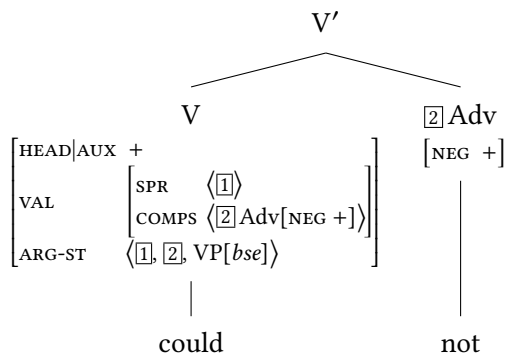 V′
V 2 Adv
HEAD|AUX + [NEG +]
SPR ⟨1⟩
VAL
COMPS ⟨2 Adv[NEG +]⟩
ARG-ST ⟨1, 2, VP[bse]⟩
could not